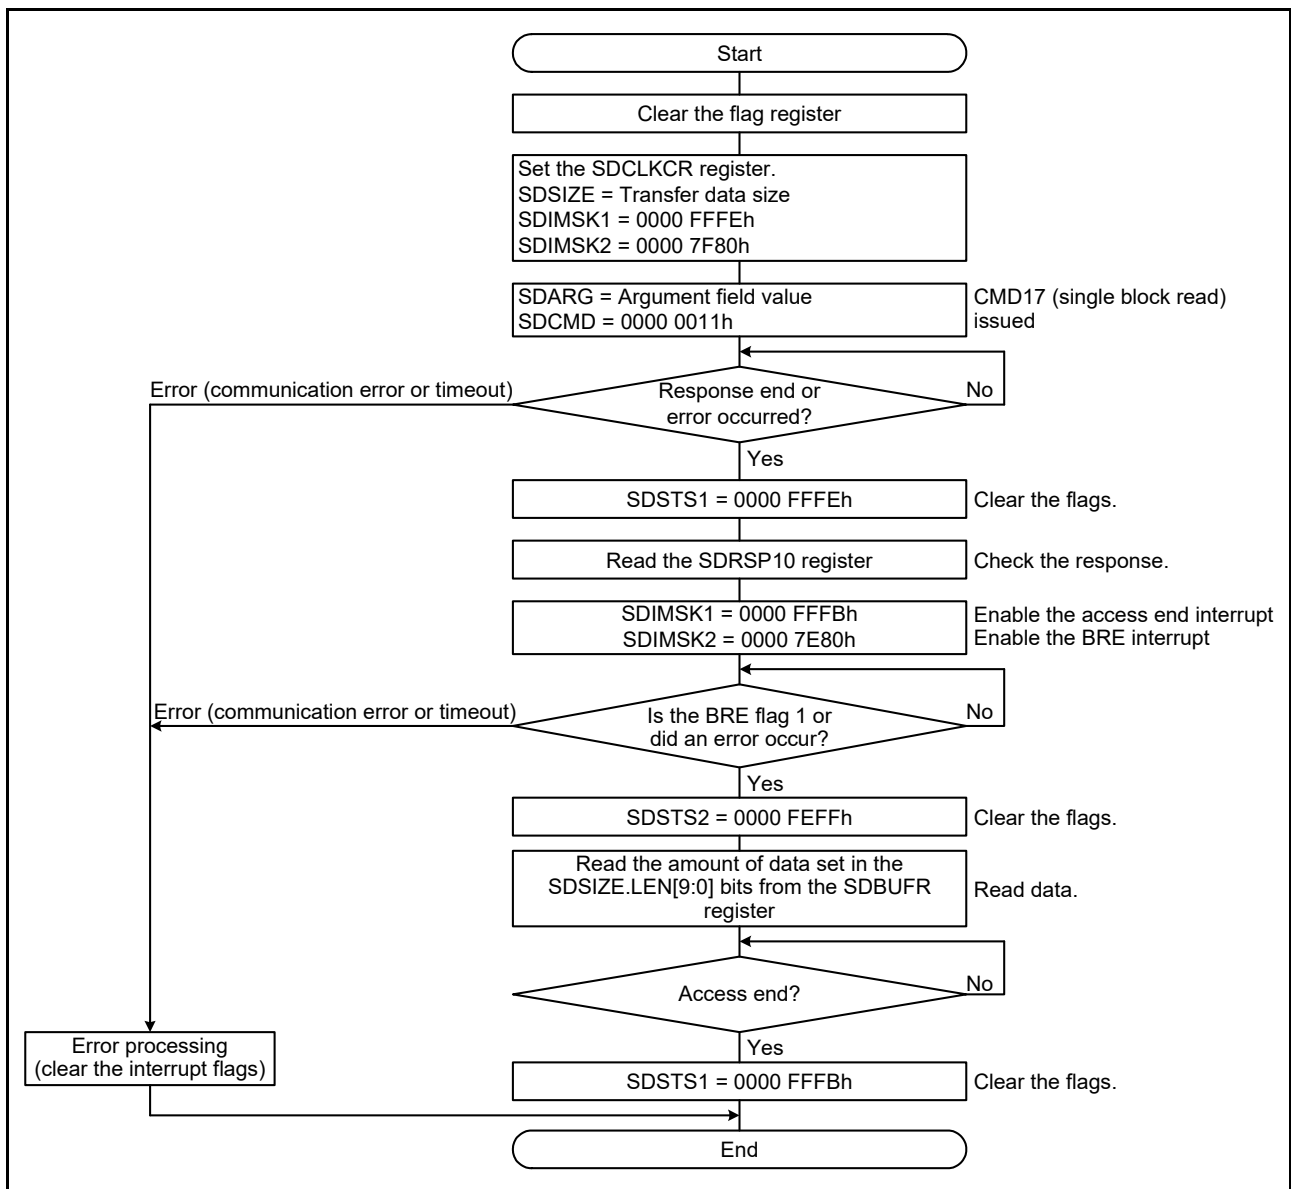 Start
Clear the flag register
Set the SDCLKCR register.
SDSIZE = Transfer data size
SDIMSK1 = 0000 FFFEh
SDIMSK2 = 0000 7F80h
SDARG = Argument field value
SDCMD = 0000 0011h
CMD17 (single block read)
issued
Error (communication error or timeout)
Response end or
error occurred?
No
Yes
SDSTS1 = 0000 FFFEh
Clear the flags.
Read the SDRSP10 register
Check the response.
SDIMSK1 = 0000 FFFBh
SDIMSK2 = 0000 7E80h
Enable the access end interrupt
Enable the BRE interrupt
Error (communication error or timeout)
Is the BRE flag 1 or
did an error occur?
No
Yes
SDSTS2 = 0000 FEFFh
Clear the flags.
Read the amount of data set in the
SDSIZE.LEN[9:0] bits from the SDBUFR
register
Read data.
Access end?
No
Yes
Error processing
(clear the interrupt flags)
SDSTS1 = 0000 FFFBh
Clear the flags.
End